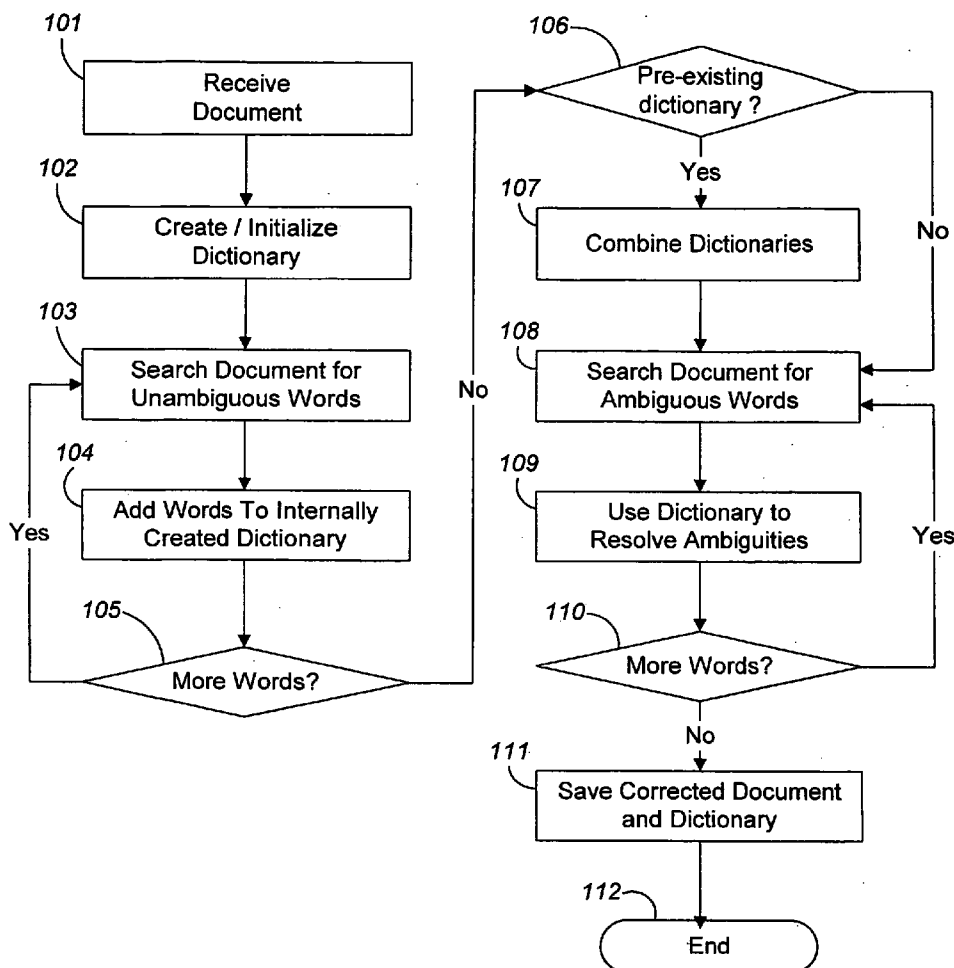 101
Receive
Document
102
Create / Initialize
Dictionary
103
Search Document for
Unambiguous Words
104
Add Words To Internally
Created Dictionary
Yes
105
More Words?
No
106
Pre-existing
dictionary ?
Yes
No
107
Combine Dictionaries
108
Search Document for
Ambiguous Words
109
Use Dictionary to
Resolve Ambiguities
Yes
110
More Words?
No
111
Save Corrected Document
and Dictionary
112
End